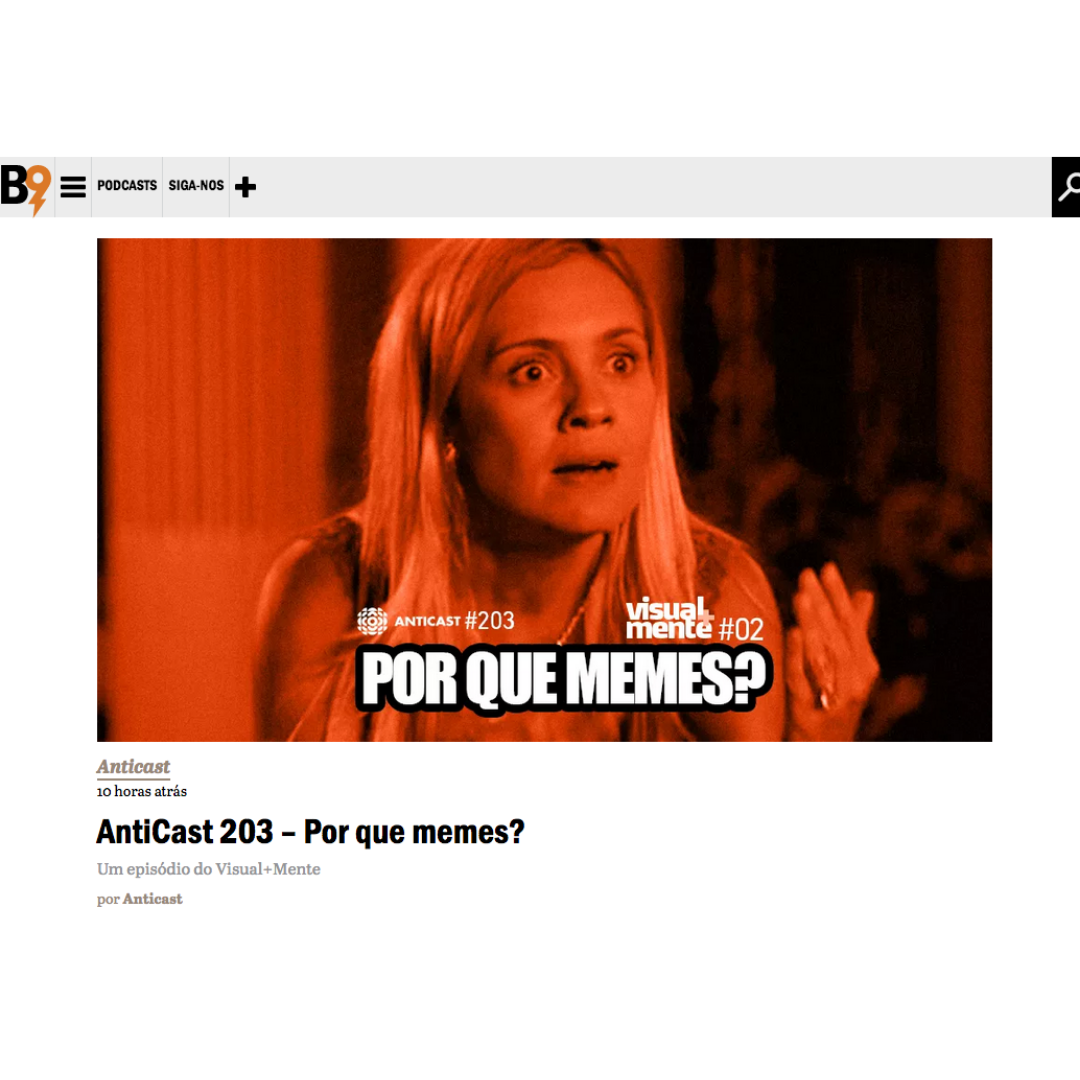 B9
PODCASTS
SIGA-NOS
ANTICAST #203
visual+
mente #02
POR QUE MEMES?
Anticast
10 horas atrás
AntiCast 203 – Por que memes?
Um episódio do Visual+Mente
por Anticast